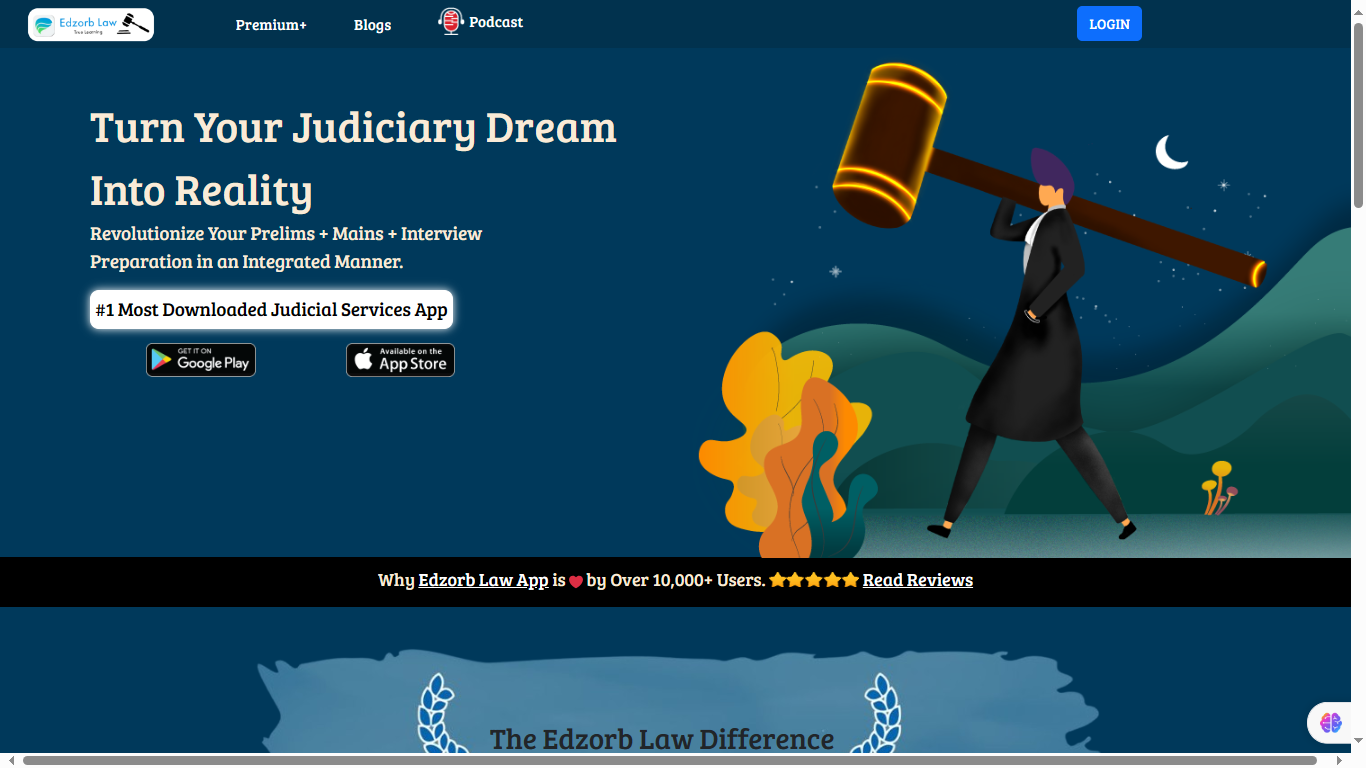 Edzorb Law
True Learning
Premium+
Blogs
Podcast
LOGIN
Turn Your Judiciary Dream
Into Reality
Revolutionize Your Prelims + Mains + Interview
Preparation in an Integrated Manner.
#1 Most Downloaded Judicial Services App
GET IT ON
Google Play
Available on the
App Store
Why Edzorb Law App is ❤ by Over 10,000+ Users. ⭐⭐⭐⭐⭐ Read Reviews
The Edzorb Law Difference